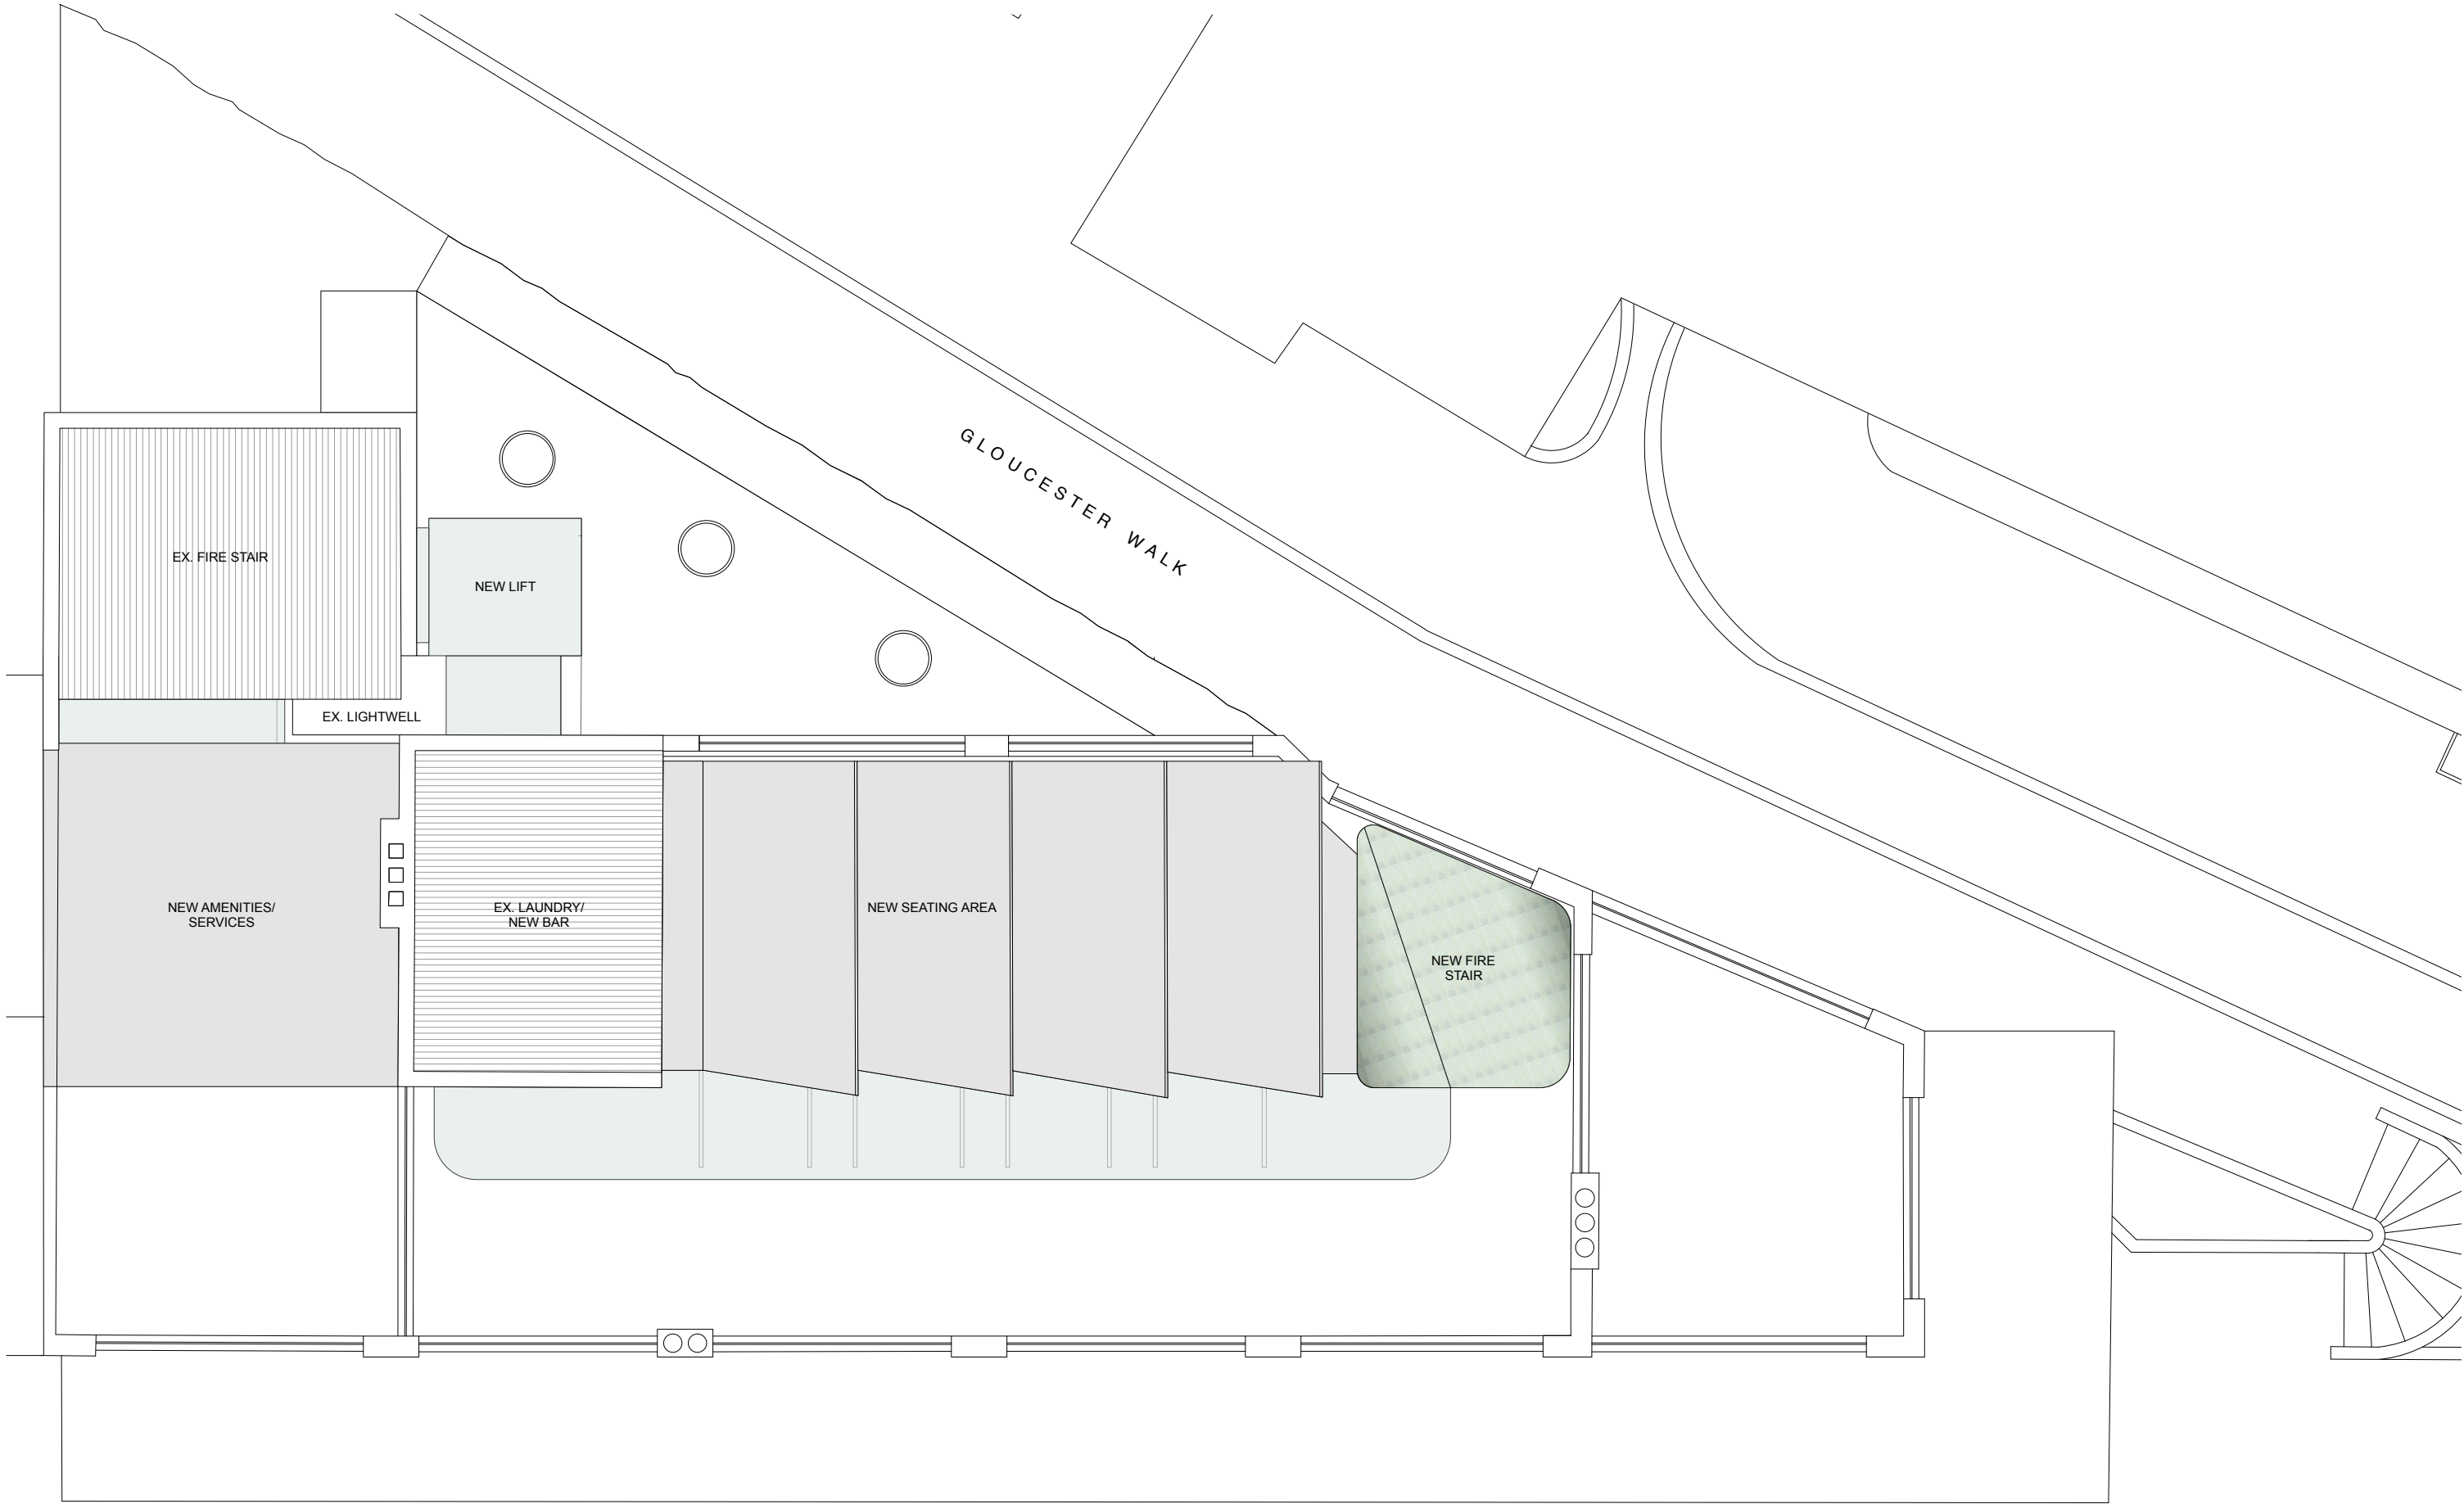 GLOUCESTER WALK
EX. FIRE STAIR
NEW LIFT
EX. LIGHTWELL
NEW AMENITIES/
SERVICES
EX. LAUNDRY/
NEW BAR
NEW SEATING AREA
NEW FIRE
STAIR